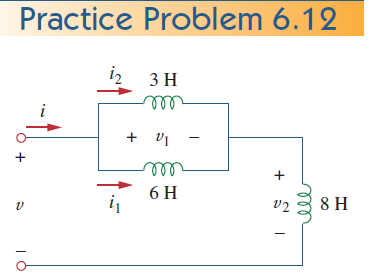 Practice Problem 6.12
i2 3 H
i
+ v1 −
+
6 H
i1
v
+
v2 8 H
−
−